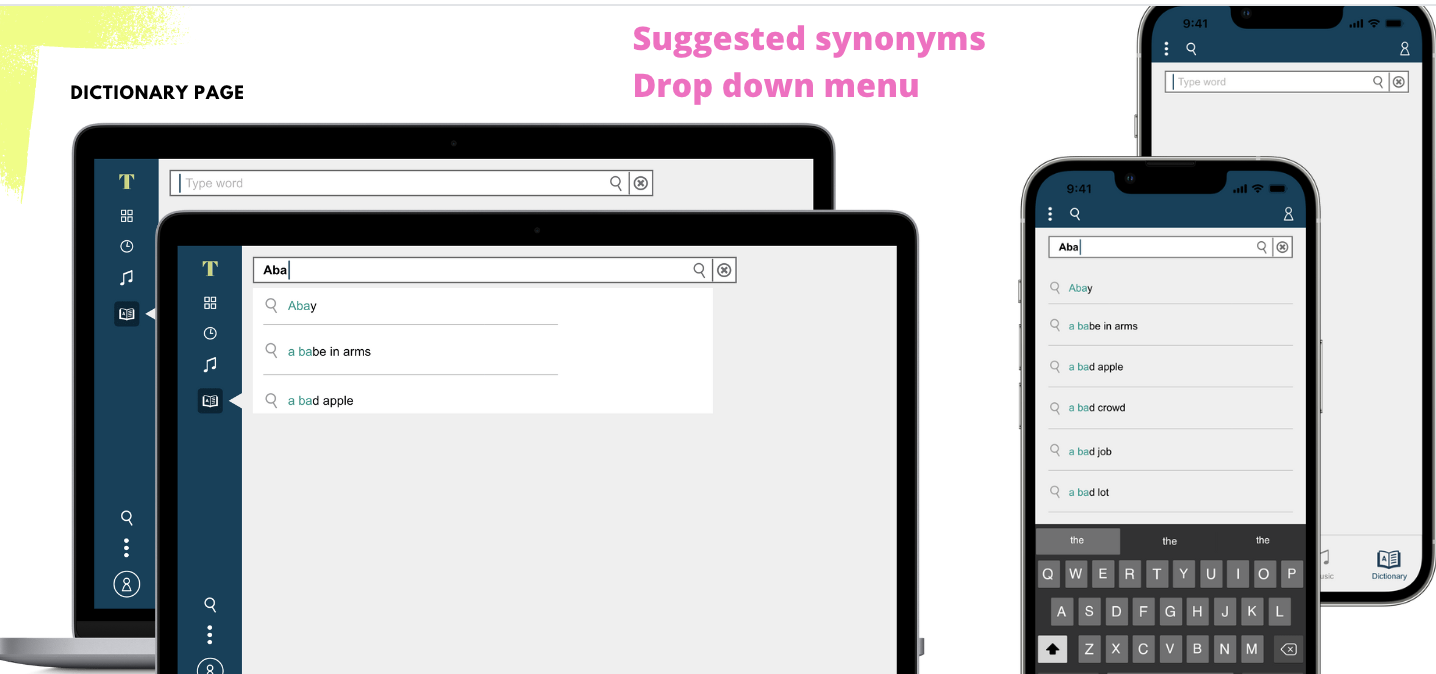 Suggested synonyms
Drop down menu
DICTIONARY PAGE
T
Type word
T
Aba
Abay
a babe in arms
a bad apple
9:41
Type word
usic
Dictionary
9:41
Aba
Abay
a babe in arms
a bad apple
a bad crowd
a bad job
a bad lot
the the the
Q W E R T Y U I O P
A S D F G H J K L
Z X C V B N M